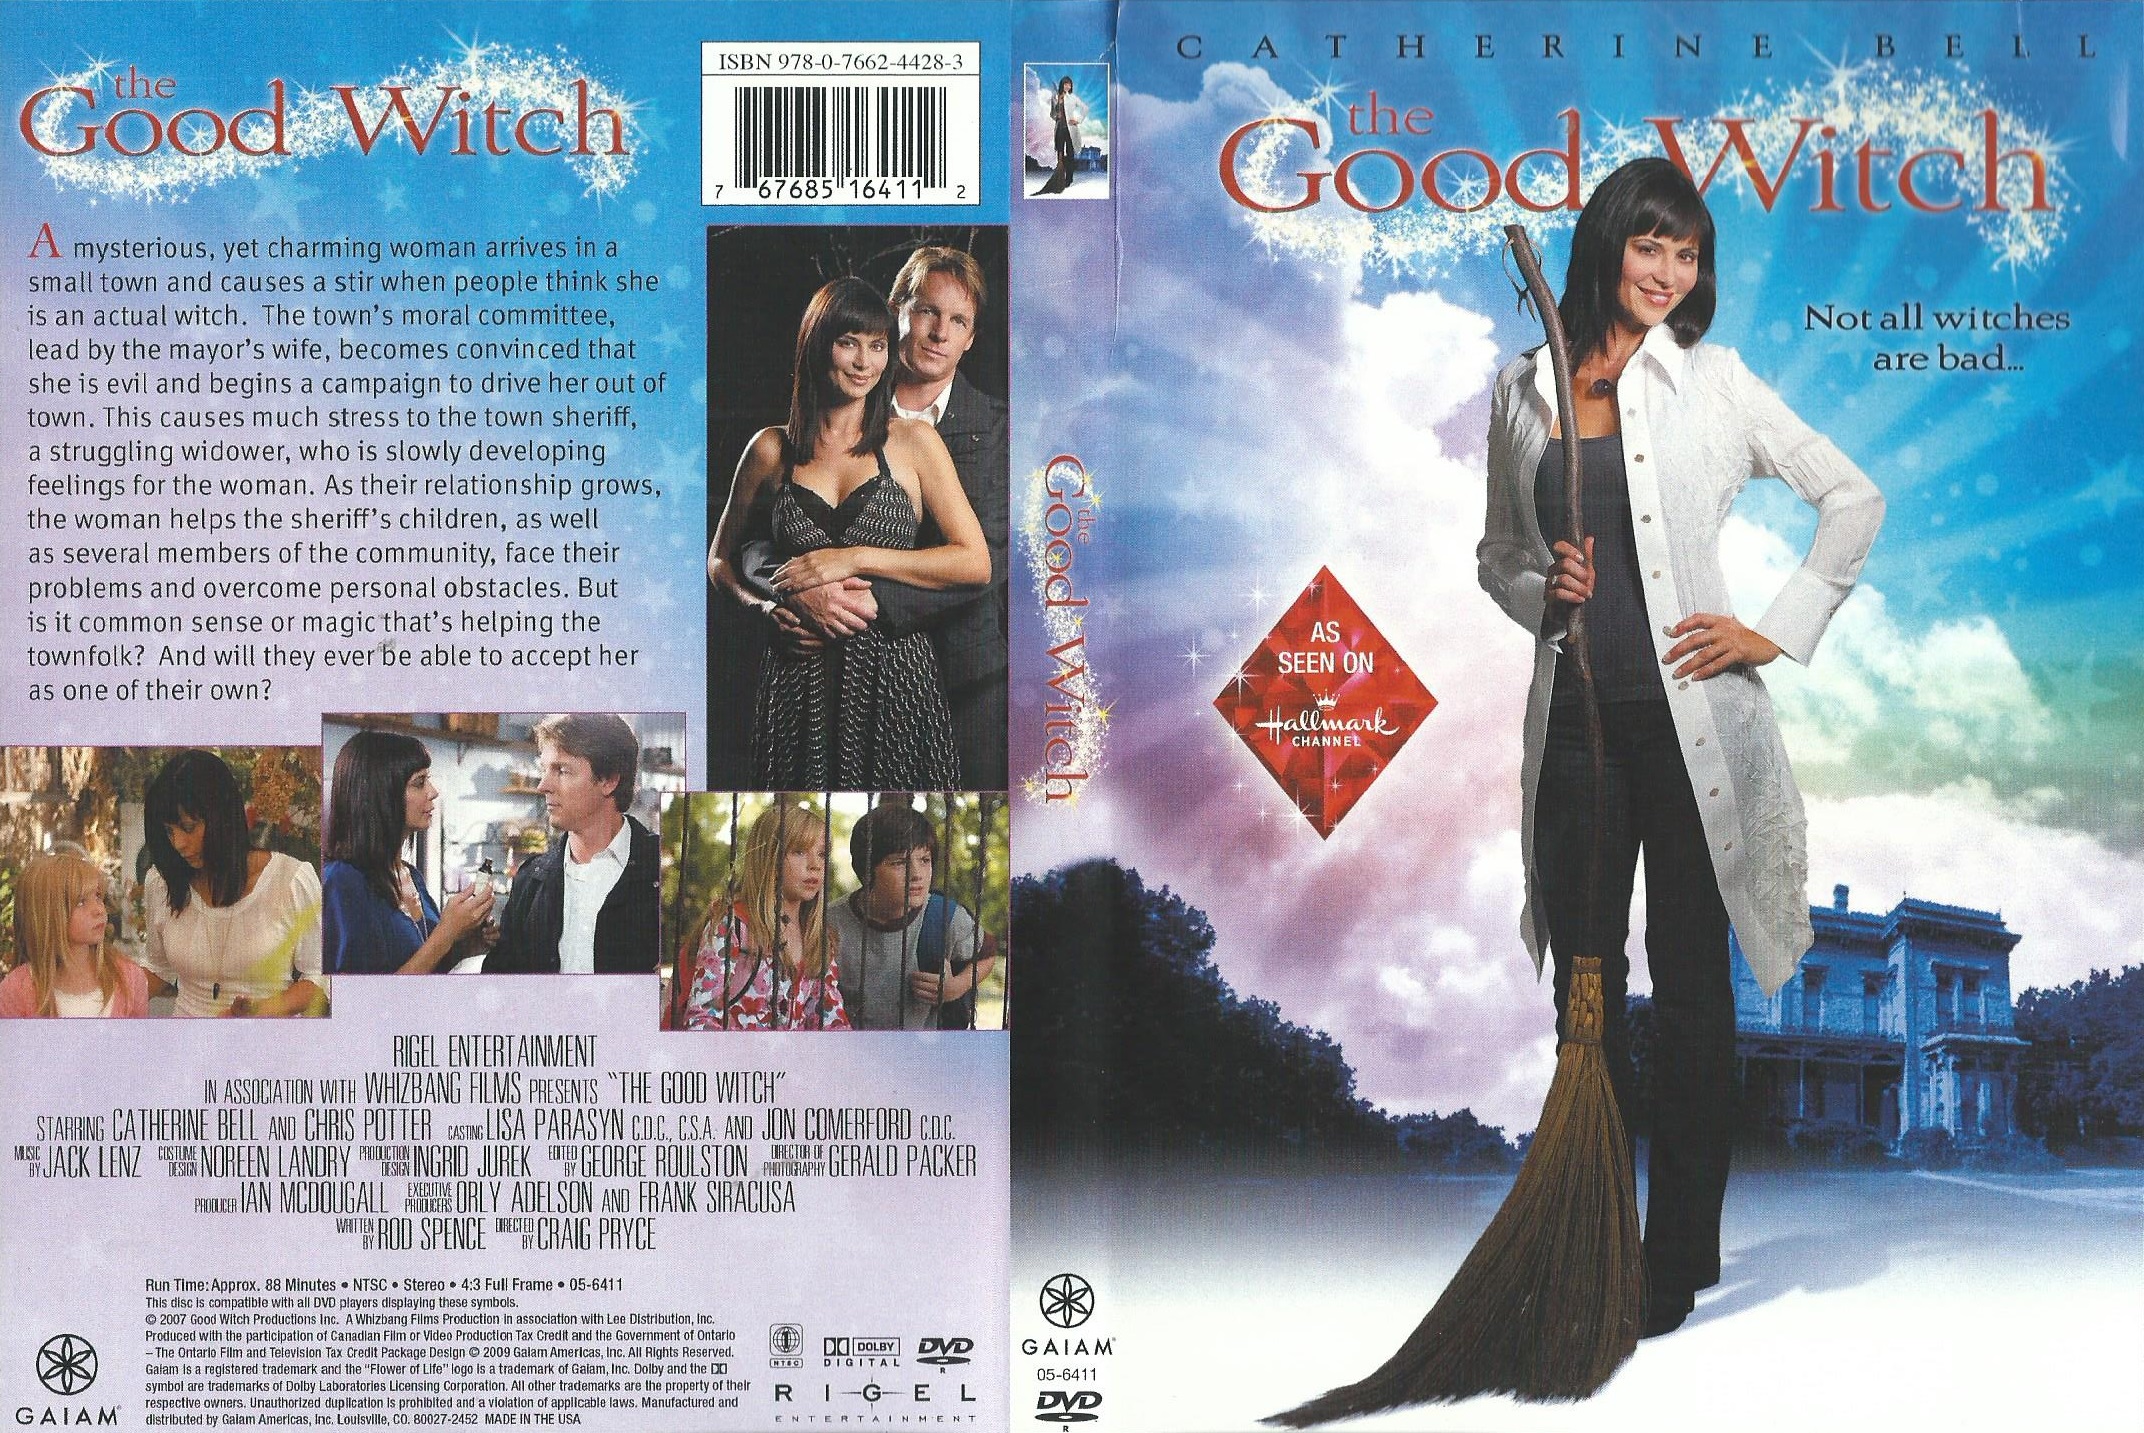 the
Good Witch
ISBN 978-0-7662-4428-3
7 67685 16411 2
A mysterious, yet charming woman arrives in a
small town and causes a stir when people think she
is an actual witch. The town's moral committee,
lead by the mayor's wife, becomes convinced that
she is evil and begins a campaign to drive her out of
town. This causes much stress to the town sheriff,
a struggling widower, who is slowly developing
feelings for the woman. As their relationship grows,
the woman helps the sheriff's children, as well
as several members of the community, face their
problems and overcome personal obstacles. But
is it common sense or magic that's helping the
townfolk? And will they ever be able to accept her
as one of their own?
RIGEL ENTERTAINMENT
IN ASSOCIATION WITH WHIZBANG FILMS PRESENTS "THE GOOD WITCH"
STARRING CATHERINE BELL AND CHRIS POTTER CASTING LISA PARASYN C.D.C., C.S.A. AND JON COMERFORD C.D.C.
MUSIC BY JACK LENZ COSTUME DESIGN NOREEN LANDRY PRODUCTION DESIGN INGRID JUREK EDITED BY GEORGE ROULSTON DIRECTOR OF PHOTOGRAPHY GERALD PACKER
PRODUCER IAN MCDOUGALL EXECUTIVE PRODUCERS ORLY ADELSON AND FRANK SIRACUSA
WRITTEN BY ROD SPENCE DIRECTED BY CRAIG PRYCE
Run Time: Approx. 88 Minutes • NTSC • Stereo • 4:3 Full Frame • 05-6411
This disc is compatible with all DVD players displaying these symbols.
© 2007 Good Witch Productions Inc. A Whizbang Films Production in association with Lee Distribution, Inc.
Produced with the participation of Canadian Film or Video Production Tax Credit and the Government of Ontario
– The Ontario Film and Television Tax Credit Package Design © 2009 Gaiam Americas, Inc. All Rights Reserved.
Gaiam is a registered trademark and the "Flower of Life" logo is a trademark of Gaiam, Inc. Dolby and the
symbol are trademarks of Dolby Laboratories Licensing Corporation. All other trademarks are the property of their
respective owners. Unauthorized duplication is prohibited and a violation of applicable laws. Manufactured and
distributed by Gaiam Americas, Inc. Louisville, CO. 80027-2452 MADE IN THE USA
GAIAM
1
NTSC
DOLBY
DIGITAL
DVD
R
RIGEL
ENTERTAINMENT
the
Good Witch
GAIAM
05-6411
DVD
R
CATHERINE BELL
the
Good Witch
Not all witches
are bad...
AS
SEEN ON
Hallmark
CHANNEL